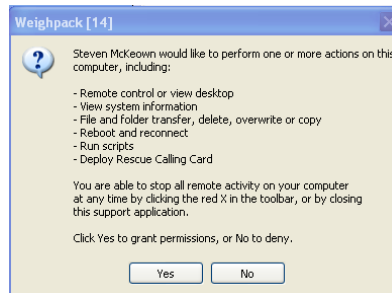 Weighpack [14]
Steven McKeown would like to perform one or more actions on this
computer, including:
- Remote control or view desktop
- View system information
- File and folder transfer, delete, overwrite or copy
- Reboot and reconnect
- Run scripts
- Deploy Rescue Calling Card
You are able to stop all remote activity on your computer
at any time by clicking the red X in the toolbar, or by closing
this support application.
Click Yes to grant permissions, or No to deny.
Yes No